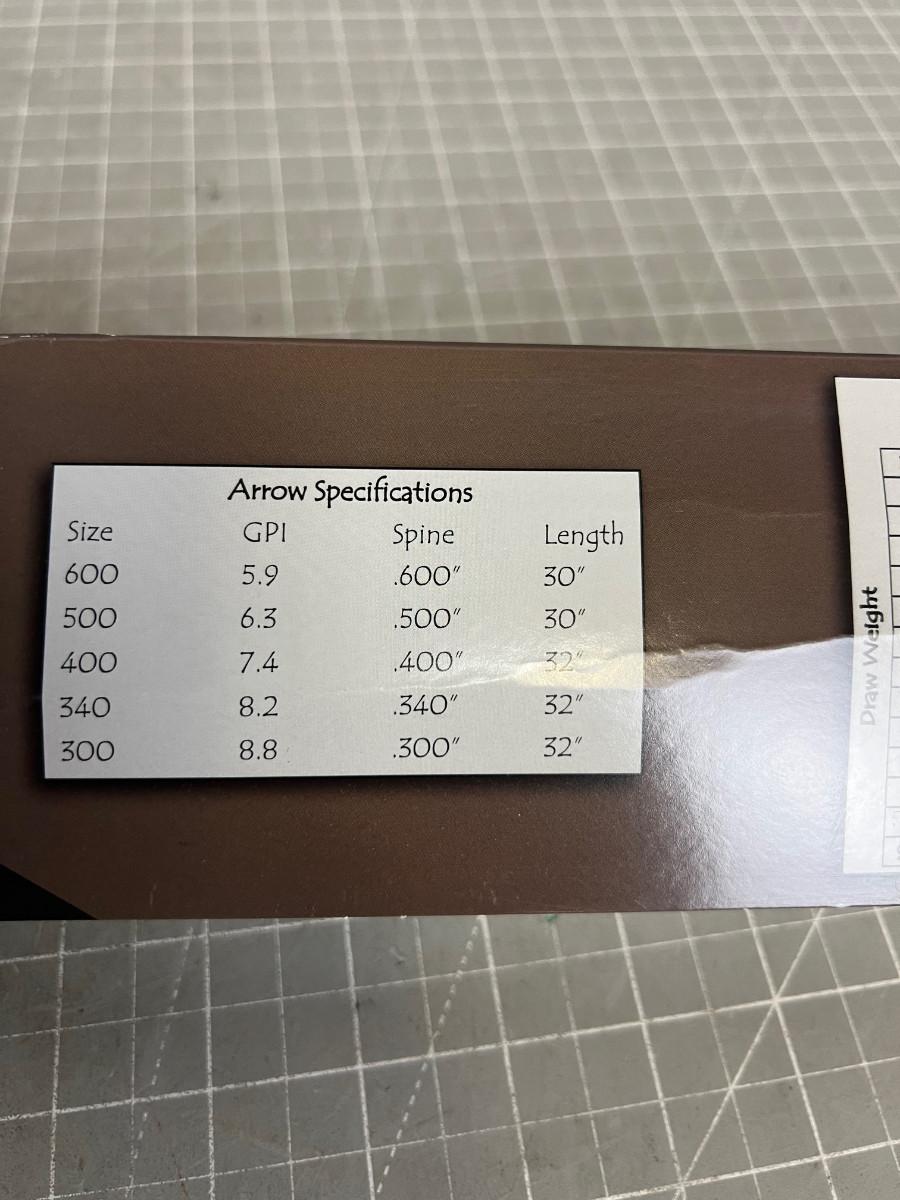 Arrow Specifications
Size GPI Spine Length
600 5.9 .600″ 30″
500 6.3 .500″ 30″
400 7.4 .400″ 32″
340 8.2 .340″ 32″
300 8.8 .300″ 32″
Draw Weight